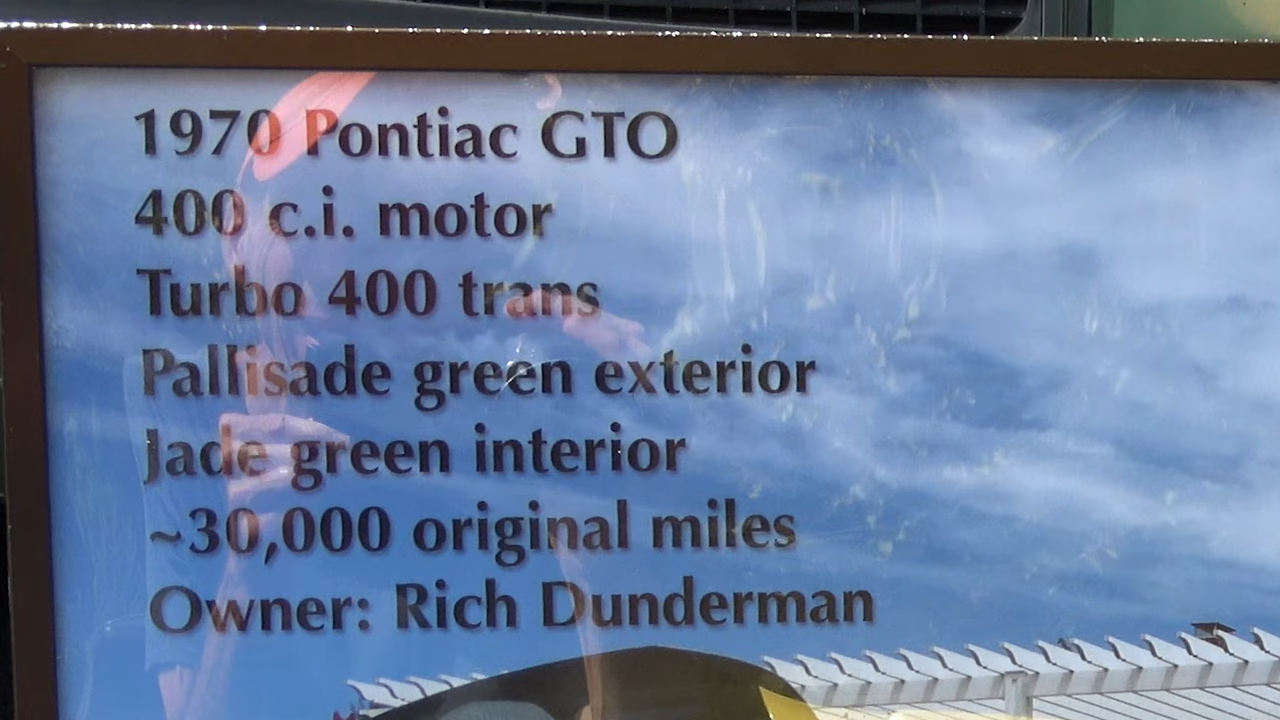 1970 Pontiac GTO
400 c.i. motor
Turbo 400 trans
Pallisade green exterior
Jade green interior
~30,000 original miles
Owner: Rich Dunderman